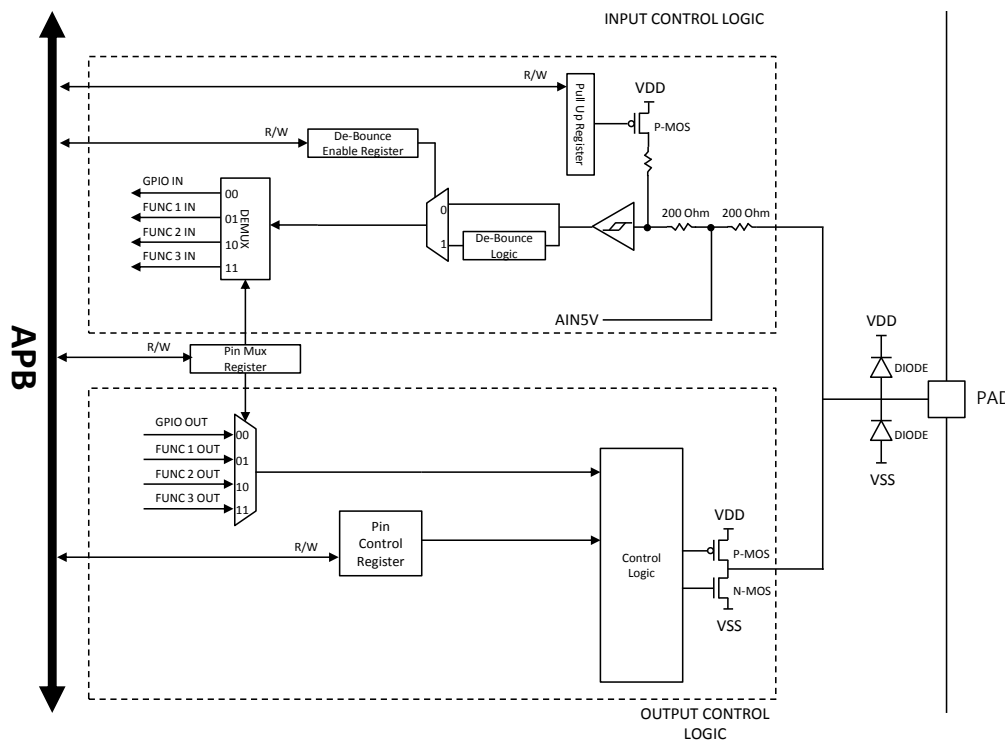 INPUT CONTROL LOGIC
R/W
Pull Up Register
VDD
P-MOS
R/W
De-Bounce
Enable Register
GPIO IN
FUNC 1 IN
FUNC 2 IN
FUNC 3 IN
00
01
10
11
DEMUX
0
1
De-Bounce
Logic
200 Ohm
200 Ohm
AIN5V
APB
R/W
Pin Mux
Register
VDD
DIODE
PAD
DIODE
VSS
GPIO OUT
FUNC 1 OUT
FUNC 2 OUT
FUNC 3 OUT
00
01
10
11
R/W
Pin
Control
Register
Control
Logic
VDD
P-MOS
N-MOS
VSS
OUTPUT CONTROL
LOGIC